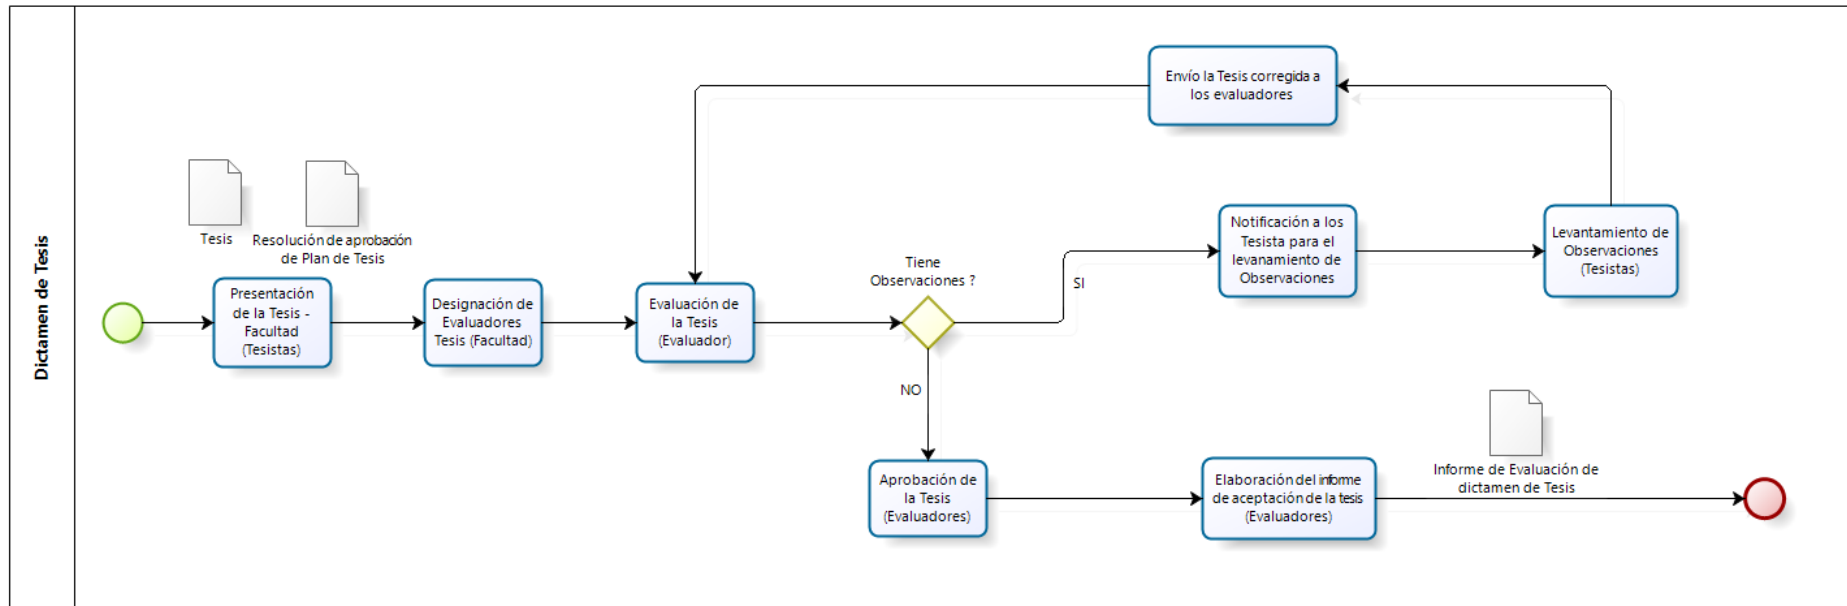 Dictamen de Tesis
Tesis
Resolución de aprobación
de Plan de Tesis
Presentación
de la Tesis -
Facultad
(Tesistas)
Designación de
Evaluadores
Tesis (Facultad)
Evaluación de
la Tesis
(Evaluador)
Tiene
Observaciones ?
SI
Notificación a los
Tesista para el
levanamiento de
Observaciones
Levantamiento de
Observaciones
(Tesistas)
Envío la Tesis corregida a
los evaluadores
NO
Aprobación de
la Tesis
(Evaluadores)
Elaboración del informe
de aceptación de la tesis
(Evaluadores)
Informe de Evaluación de
dictamen de Tesis